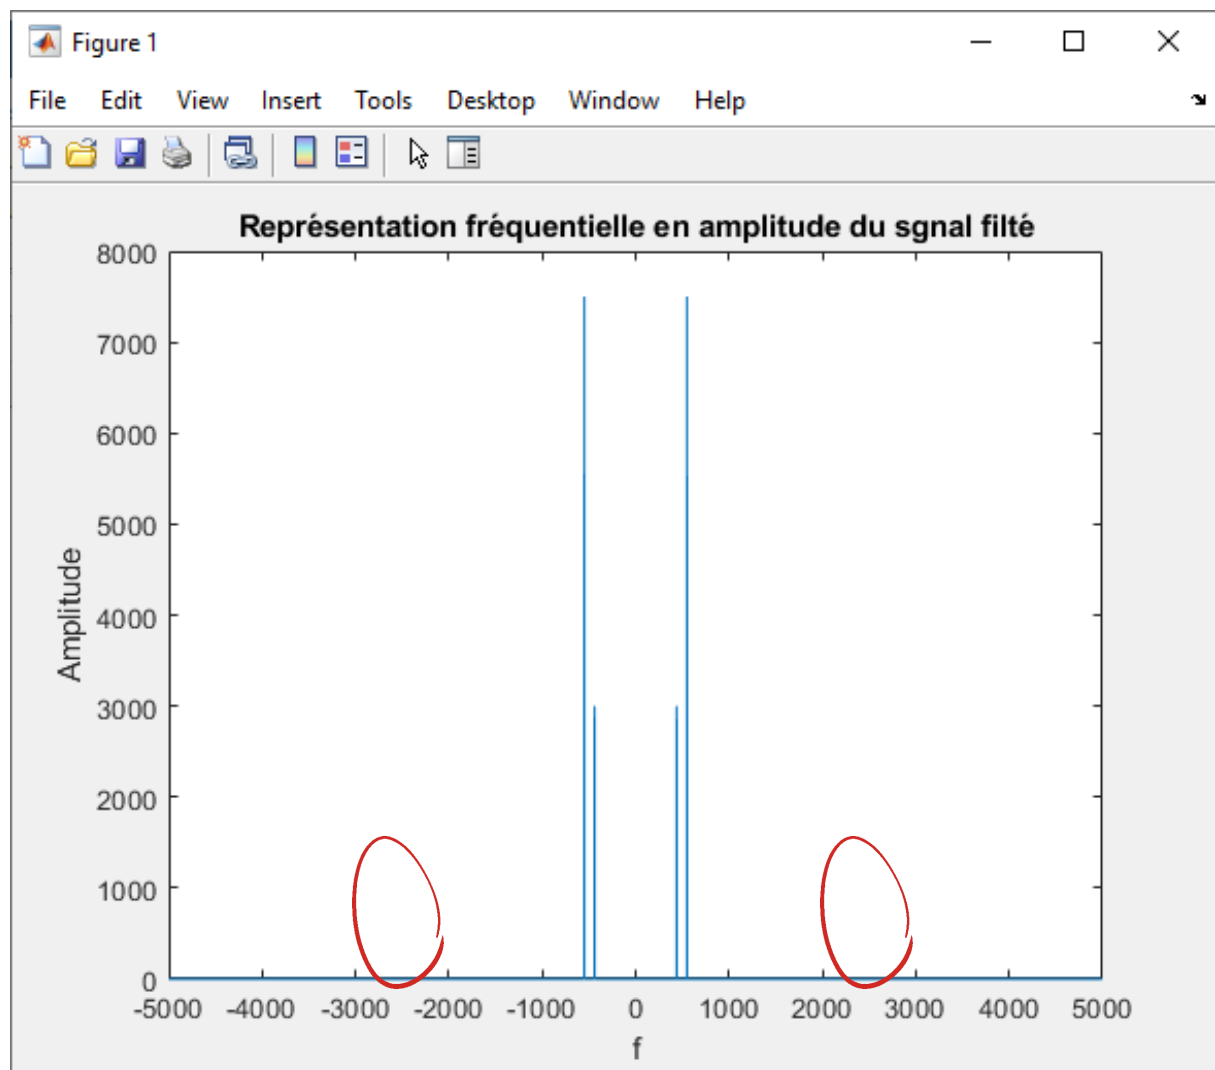 Figure 1
File Edit View Insert Tools Desktop Window Help
Représentation fréquentielle en amplitude du sgnal filté
8000
7000
6000
5000
4000
3000
2000
1000
0
Amplitude
-5000 -4000 -3000 -2000 -1000 0 1000 2000 3000 4000 5000
f